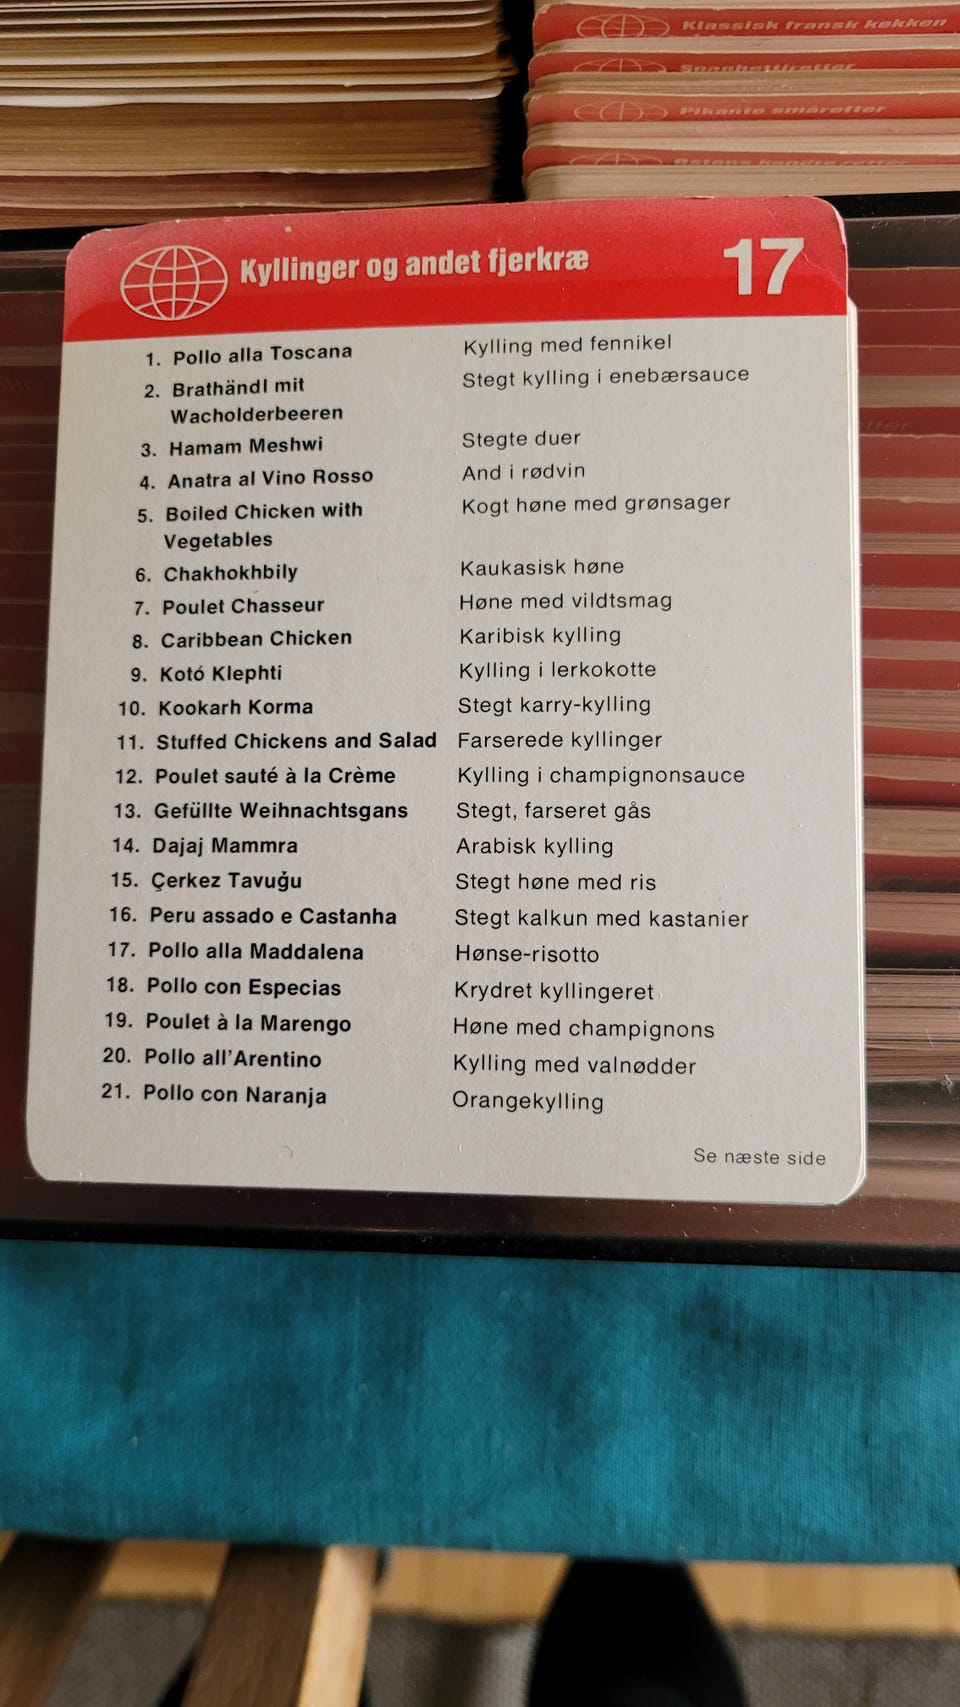 Klassisk fransk køkken
Spaghettiretter
Pikante småretter
Kyllinger og andet fjerkræ 17
1. Pollo alla Toscana Kylling med fennikel
2. Brathändl mit Stegt kylling i enebærsauce
Wacholderbeeren
3. Hamam Meshwi Stegte duer
4. Anatra al Vino Rosso And i rødvin
5. Boiled Chicken with Kogt høne med grønsager
Vegetables
6. Chakhokhbily Kaukasisk høne
7. Poulet Chasseur Høne med vildtsmag
8. Caribbean Chicken Karibisk kylling
9. Kotó Klephti Kylling i lerkokotte
10. Kookarh Korma Stegt karry-kylling
11. Stuffed Chickens and Salad Farserede kyllinger
12. Poulet sauté à la Crème Kylling i champignonsauce
13. Gefüllte Weihnachtsgans Stegt, farseret gås
14. Dajaj Mammra Arabisk kylling
15. Çerkez Tavuğu Stegt høne med ris
16. Peru assado e Castanha Stegt kalkun med kastanier
17. Pollo alla Maddalena Hønse-risotto
18. Pollo con Especias Krydret kyllingeret
19. Poulet à la Marengo Høne med champignons
20. Pollo all'Arentino Kylling med valnødder
21. Pollo con Naranja Orangekylling
Se næste side